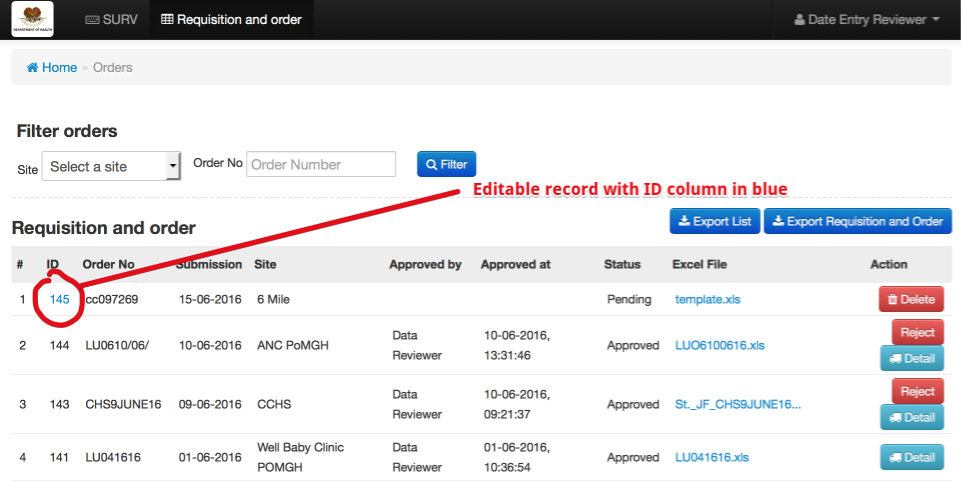 DEPARTMENT OF HEALTH
SURV
Requisition and order
Date Entry Reviewer
Home » Orders
Filter orders
Site Select a site Order No Order Number Filter
Editable record with ID column in blue
Requisition and order Export List Export Requisition and Order
# ID Order No Submission Site Approved by Approved at Status Excel File Action
1 145 cc097269 15-06-2016 6 Mile Pending template.xls Delete
2 144 LU0610/06/ 10-06-2016 ANC PoMGH Data Reviewer 10-06-2016, 13:31:46 Approved LUO6100616.xls Reject Detail
3 143 CHS9JUNE16 09-06-2016 CCHS Data Reviewer 10-06-2016, 09:21:37 Approved St._JF_CHS9JUNE16... Reject Detail
4 141 LU041616 01-06-2016 Well Baby Clinic POMGH Data Reviewer 01-06-2016, 10:36:54 Approved LU041616.xls Detail